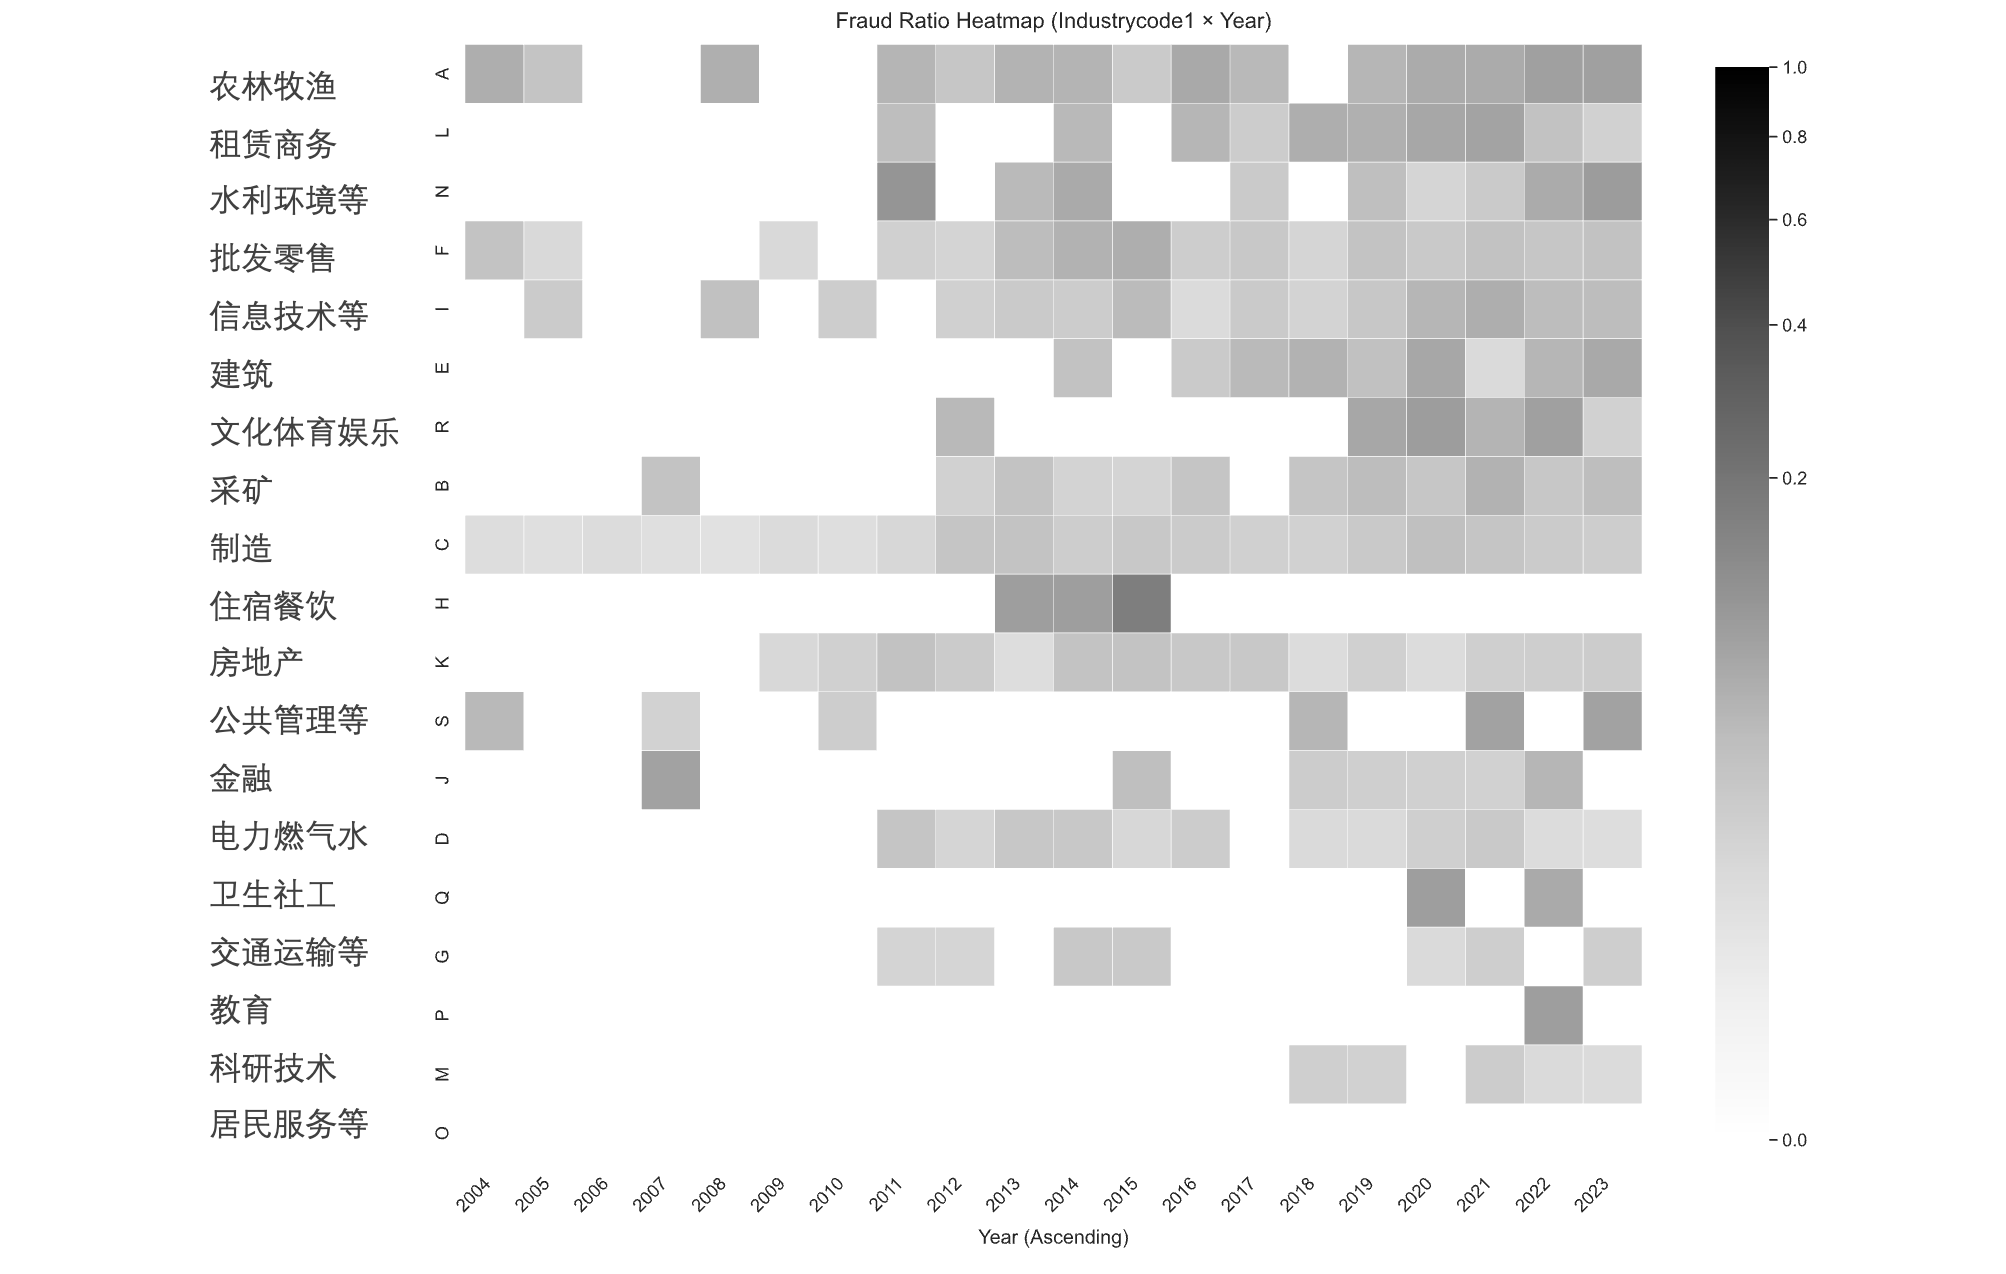 Fraud Ratio Heatmap (Industrycode1 × Year)
农林牧渔 A
租赁商务 L
水利环境等 N
批发零售 F
信息技术等 I
建筑 E
文化体育娱乐 R
采矿 B
制造 C
住宿餐饮 H
房地产 K
公共管理等 S
金融 J
电力燃气水 D
卫生社工 Q
交通运输等 G
教育 P
科研技术 M
居民服务等 O
2004 2005 2006 2007 2008 2009 2010 2011 2012 2013 2014 2015 2016 2017 2018 2019 2020 2021 2022 2023
Year (Ascending)
1.0
0.8
0.6
0.4
0.2
0.0